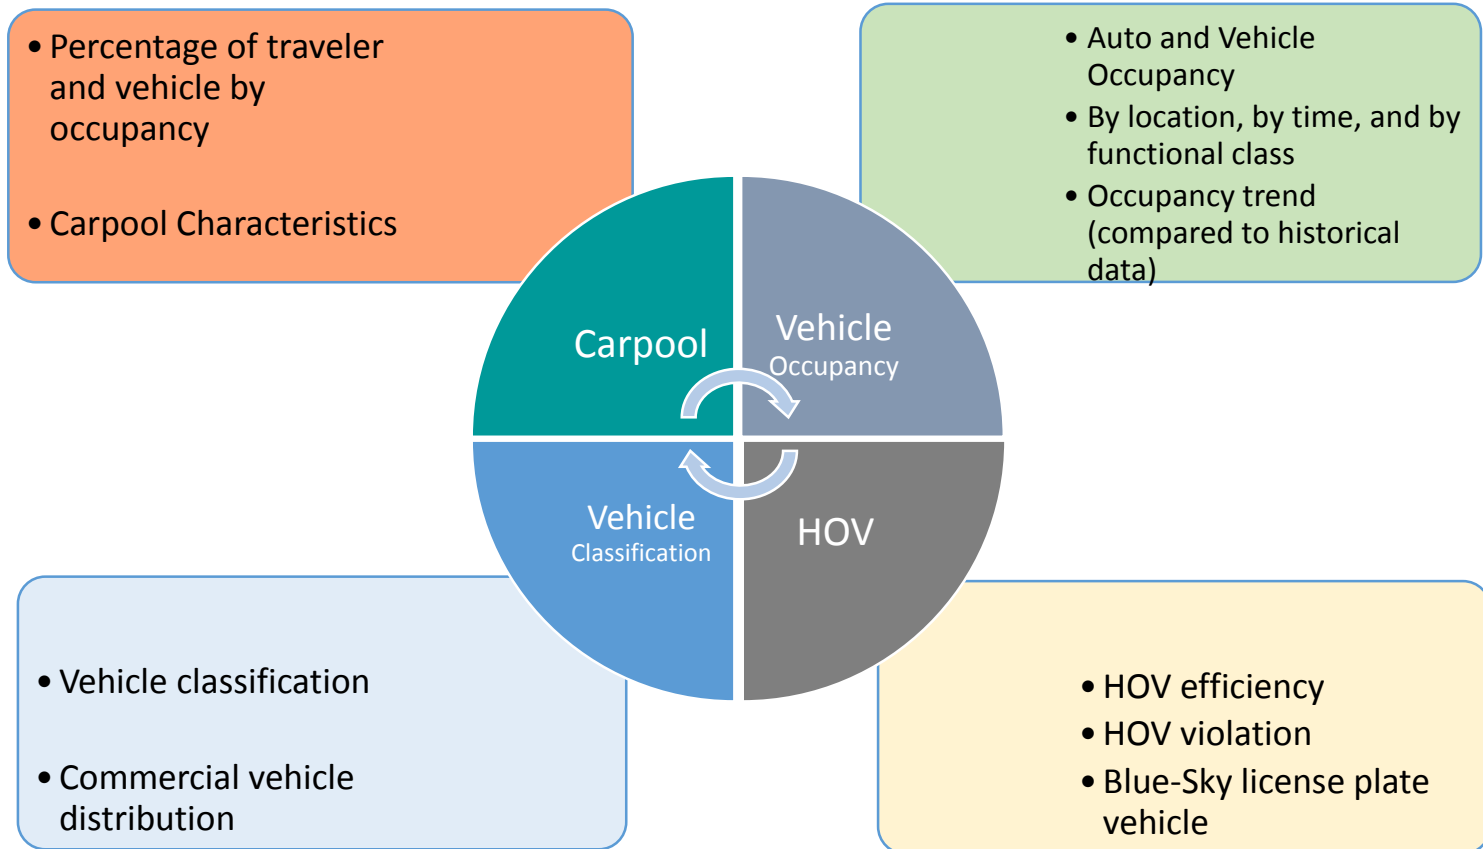 • Percentage of traveler
and vehicle by
occupancy
• Carpool Characteristics
• Auto and Vehicle
Occupancy
• By location, by time, and by
functional class
• Occupancy trend
(compared to historical
data)
Carpool
Vehicle
Occupancy
Vehicle
Classification
HOV
• Vehicle classification
• Commercial vehicle
distribution
• HOV efficiency
• HOV violation
• Blue-Sky license plate
vehicle